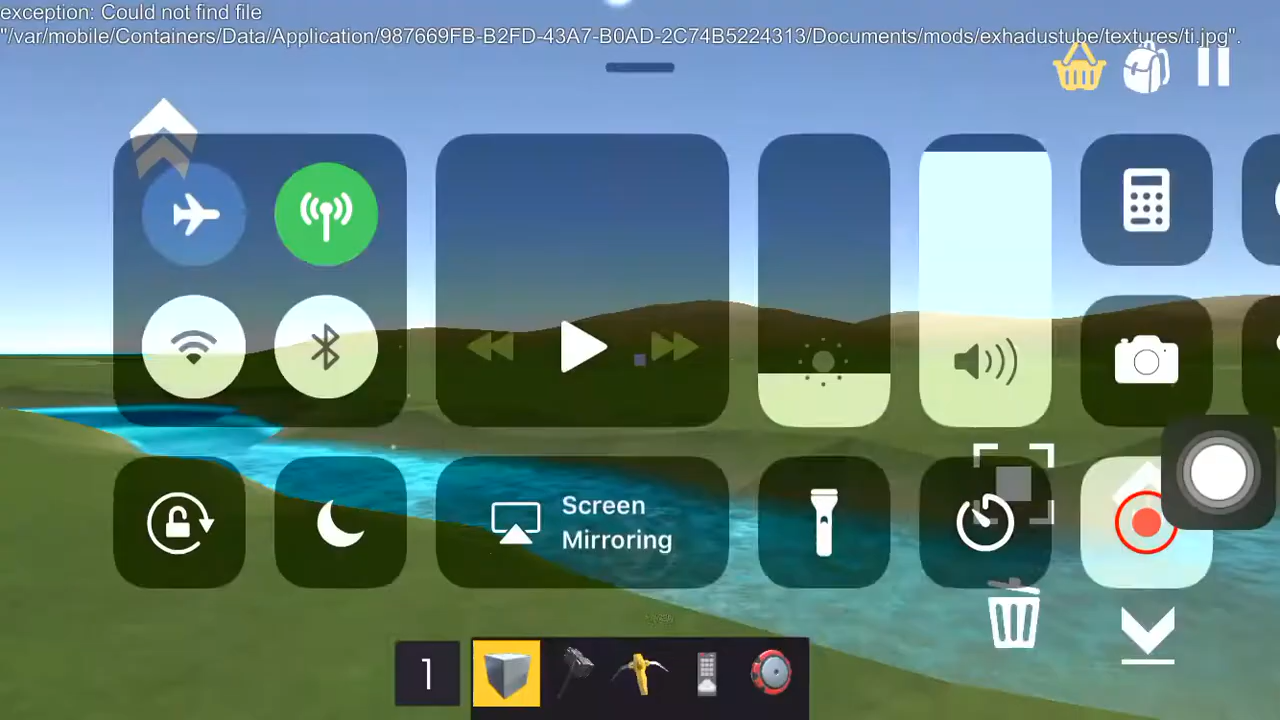 exception: Could not find file
"/var/mobile/Containers/Data/Application/987669FB-B2FD-43A7-B0AD-2C74B5224313/Documents/mods/exhadustube/textures/ti.jpg".
Screen
Mirroring
1